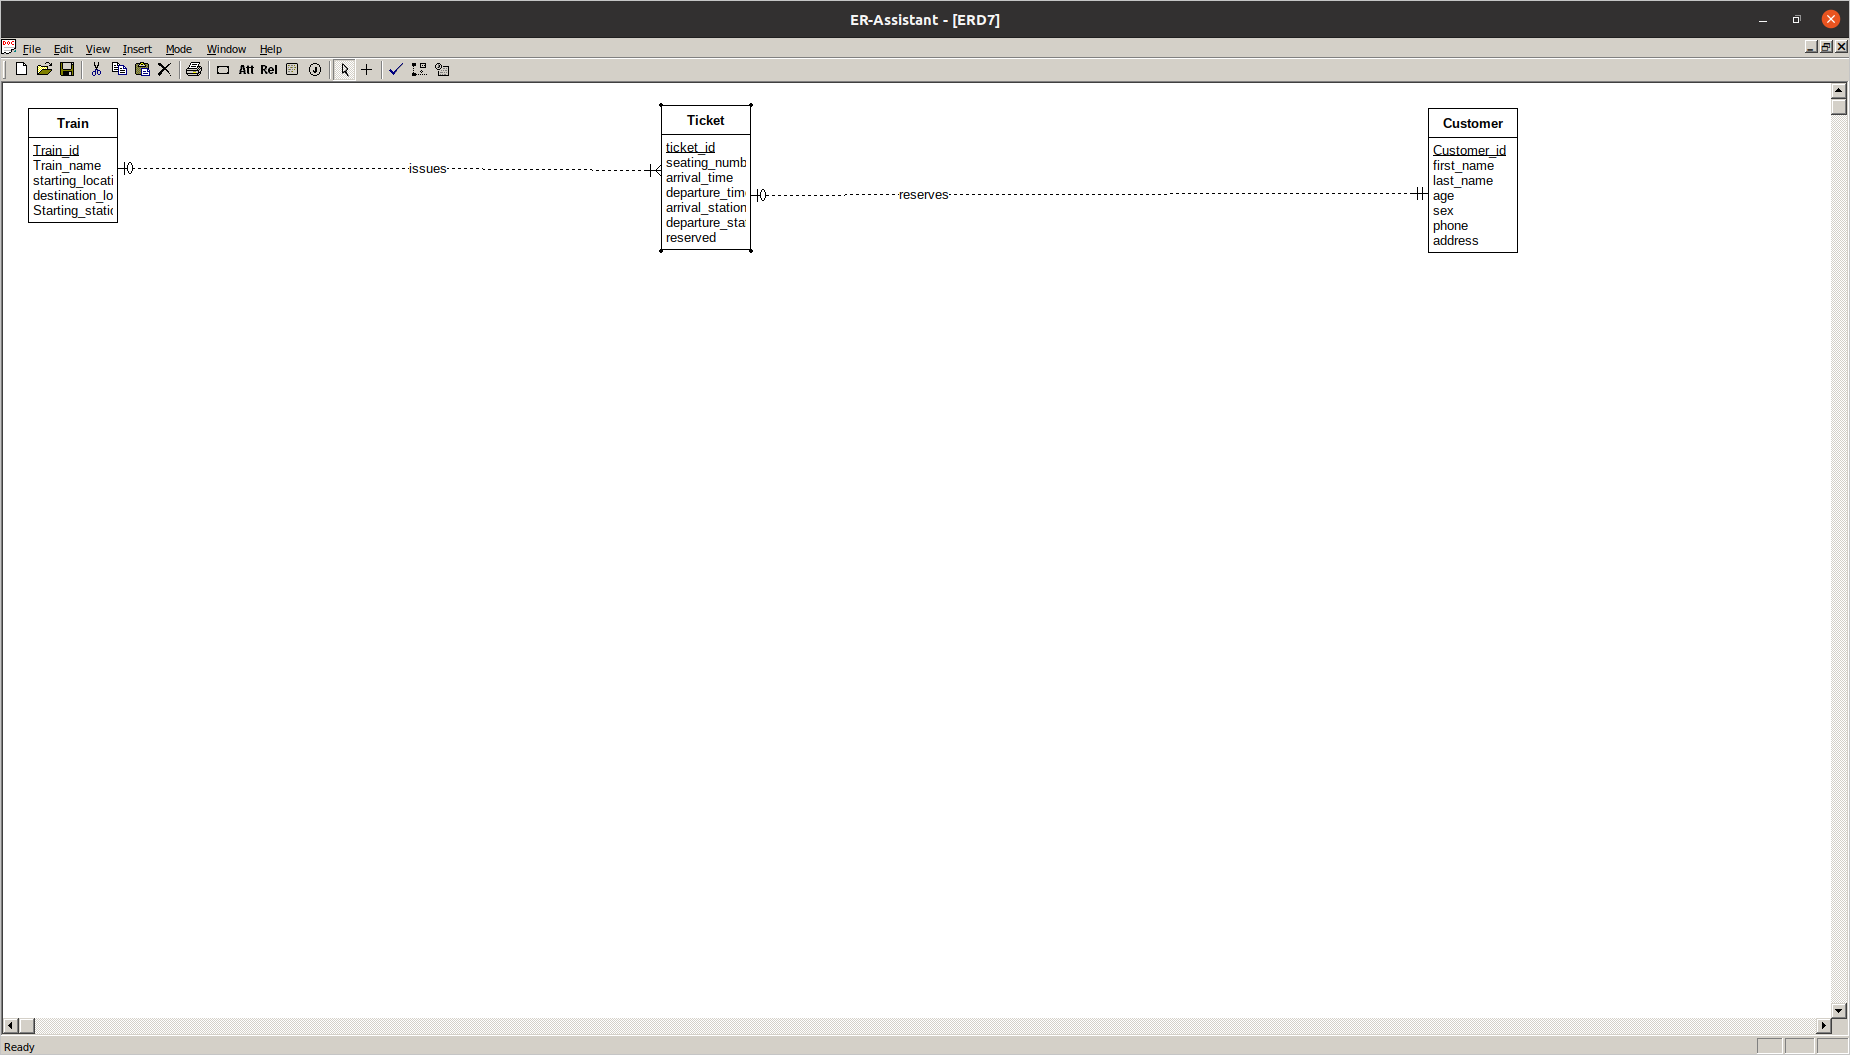 ER-Assistant - [ERD7]
File Edit View Insert Mode Window Help
Att Rel
Train
Train_id
Train_name
starting_locati
destination_lo
Starting_static
issues
Ticket
ticket_id
seating_numb
arrival_time
departure_tim
arrival_station
departure_sta
reserved
reserves
Customer
Customer_id
first_name
last_name
age
sex
phone
address
Ready